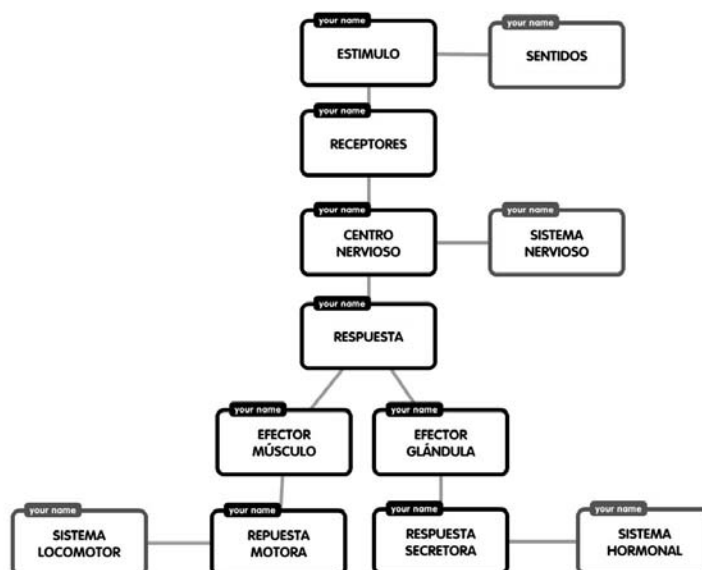 your name
ESTIMULO
your name
SENTIDOS
your name
RECEPTORES
your name
CENTRO
NERVIOSO
your name
SISTEMA
NERVIOSO
your name
RESPUESTA
your name
EFECTOR
MÚSCULO
your name
EFECTOR
GLÁNDULA
your name
SISTEMA
LOCOMOTOR
your name
REPUESTA
MOTORA
your name
RESPUESTA
SECRETORA
your name
SISTEMA
HORMONAL